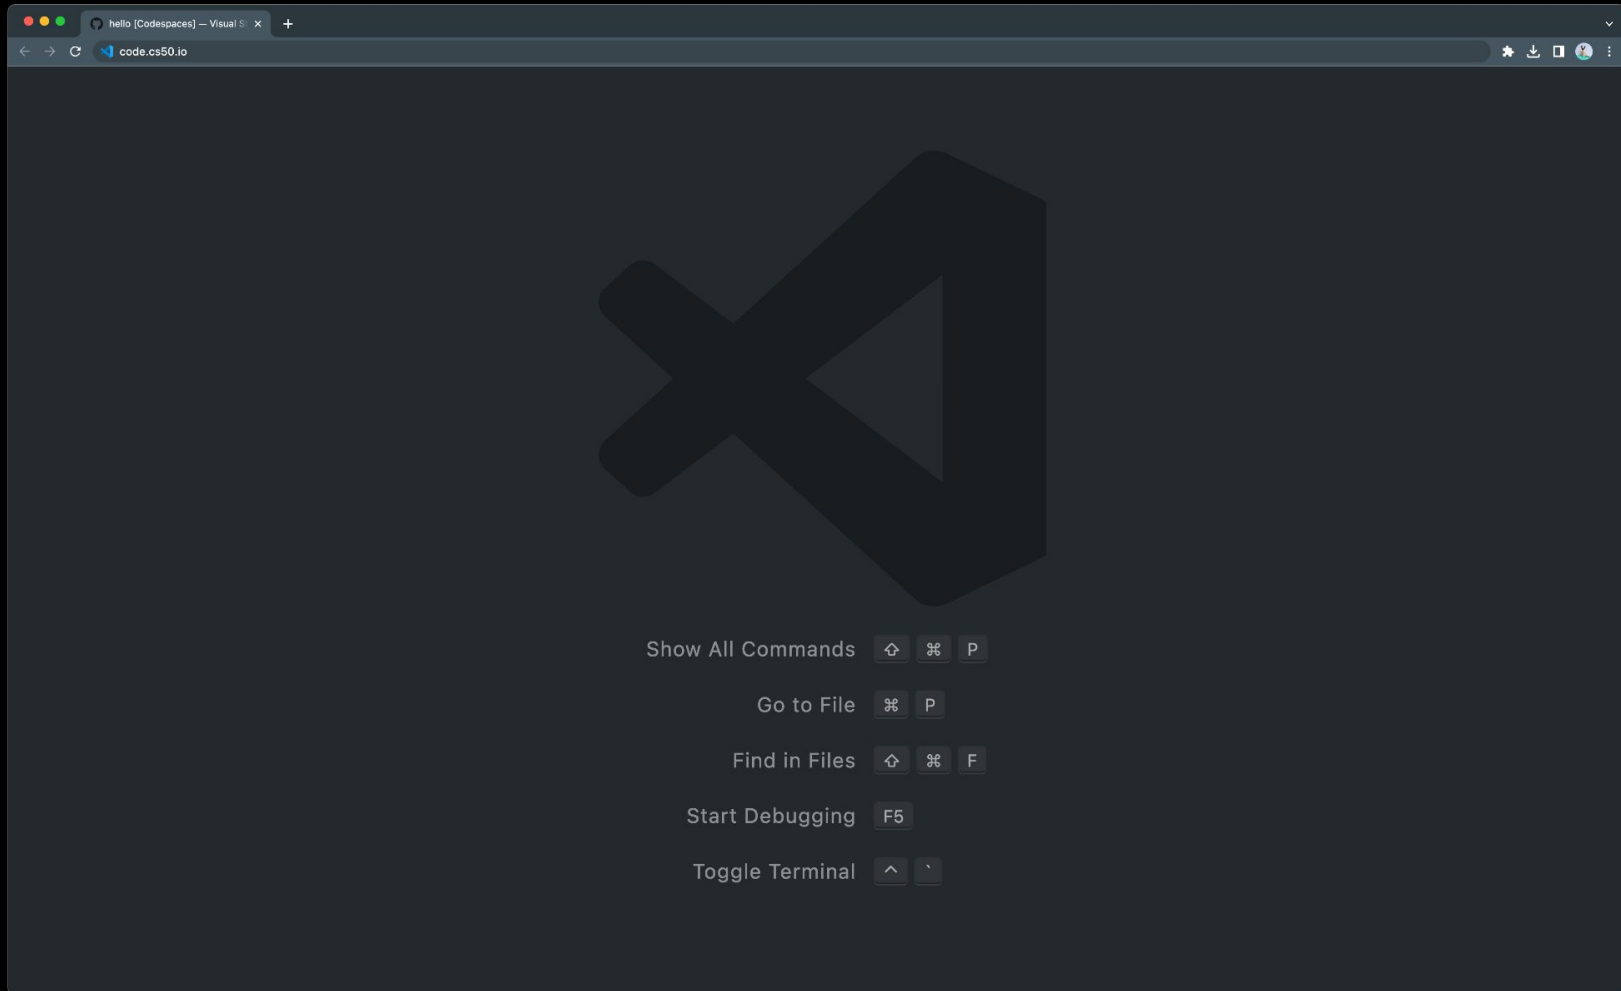 hello [Codespaces] — Visual S
code.cs50.io
Show All Commands ⇧ ⌘ P
Go to File ⌘ P
Find in Files ⇧ ⌘ F
Start Debugging F5
Toggle Terminal ^ `